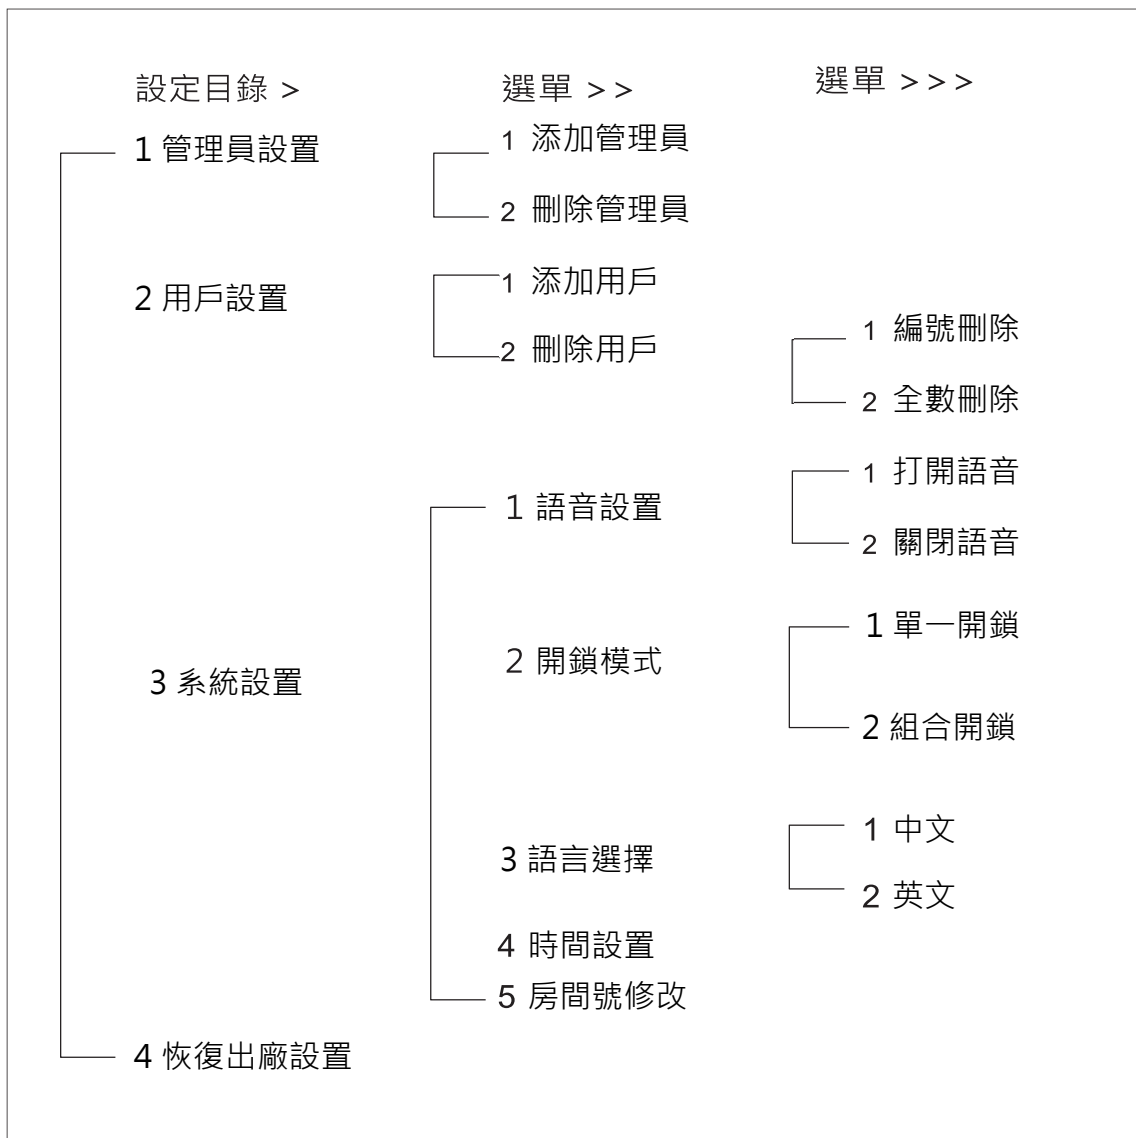 設定目錄 >
選單 >>
選單 >>>
1 管理員設置
1 添加管理員
2 刪除管理員
2 用戶設置
1 添加用戶
2 刪除用戶
1 編號刪除
2 全數刪除
3 系統設置
1 語音設置
1 打開語音
2 關閉語音
2 開鎖模式
1 單一開鎖
2 組合開鎖
3 語言選擇
1 中文
2 英文
4 時間設置
5 房間號修改
4 恢復出廠設置